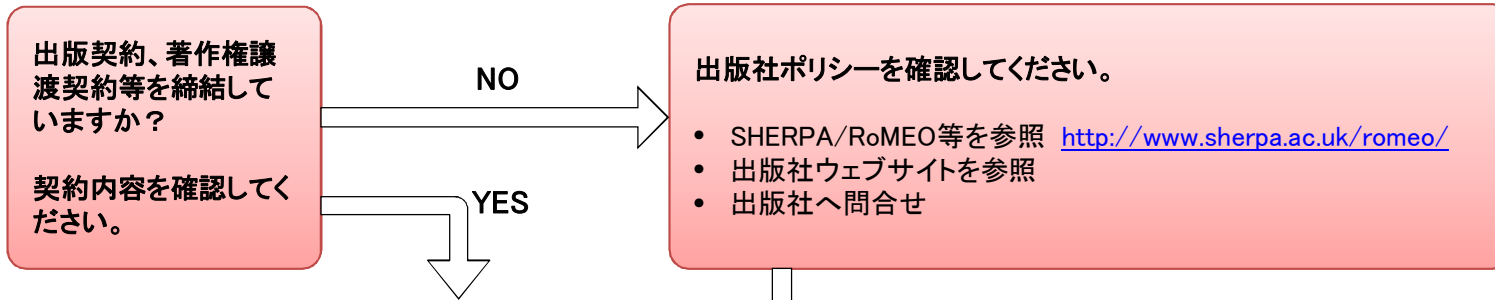 出版契約、著作権譲
渡契約等を締結して
いますか？
契約内容を確認してく
ださい。
NO
YES
出版社ポリシーを確認してください。
• SHERPA/RoMEO等を参照 http://www.sherpa.ac.uk/romeo/
• 出版社ウェブサイトを参照
• 出版社へ問合せ